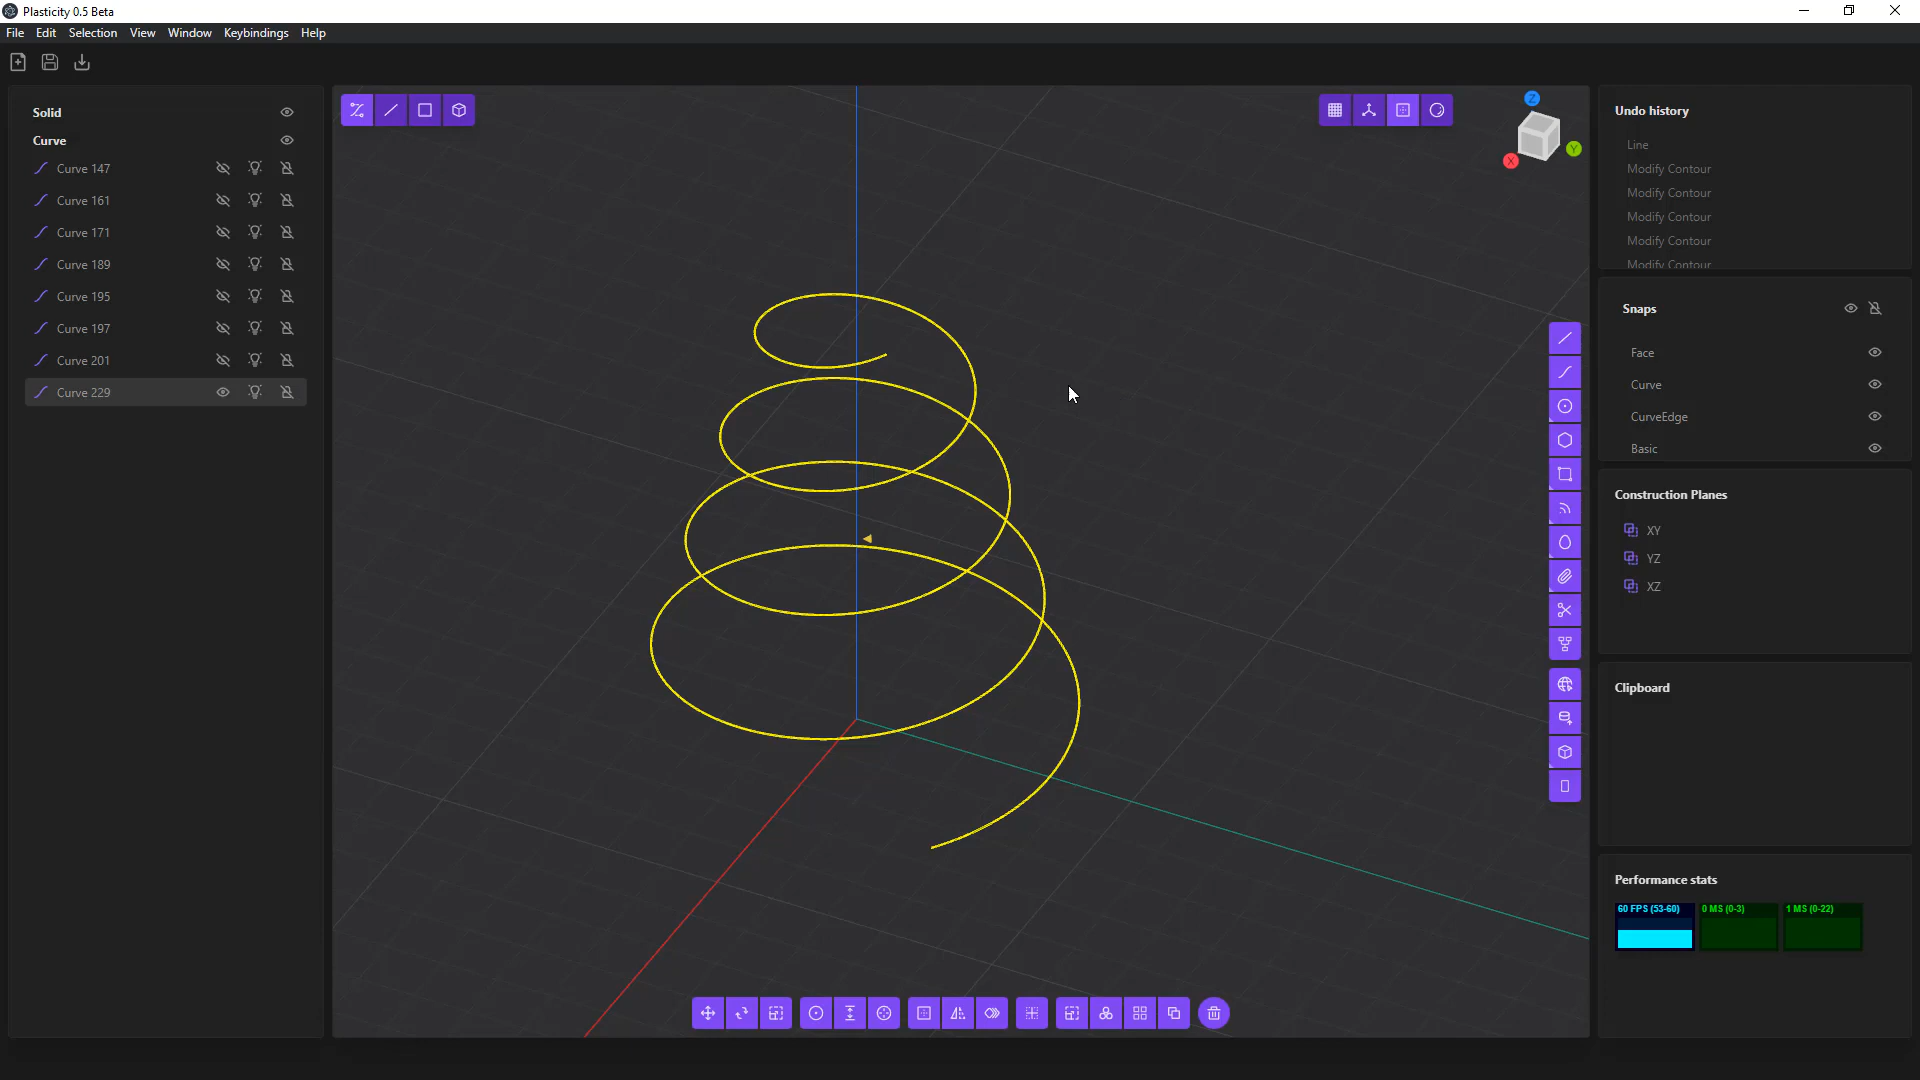 Plasticity 0.5 Beta
File Edit Selection View Window Keybindings Help
Solid
Curve
Curve 147
Curve 161
Curve 171
Curve 189
Curve 195
Curve 197
Curve 201
Curve 229
Z
Y
X
Undo history
Line
Modify Contour
Modify Contour
Modify Contour
Modify Contour
Modify Contour
Snaps
Face
Curve
CurveEdge
Basic
Construction Planes
XY
YZ
XZ
Clipboard
Performance stats
60 FPS (53-60) 0 MS (0-3) 1 MS (0-22)